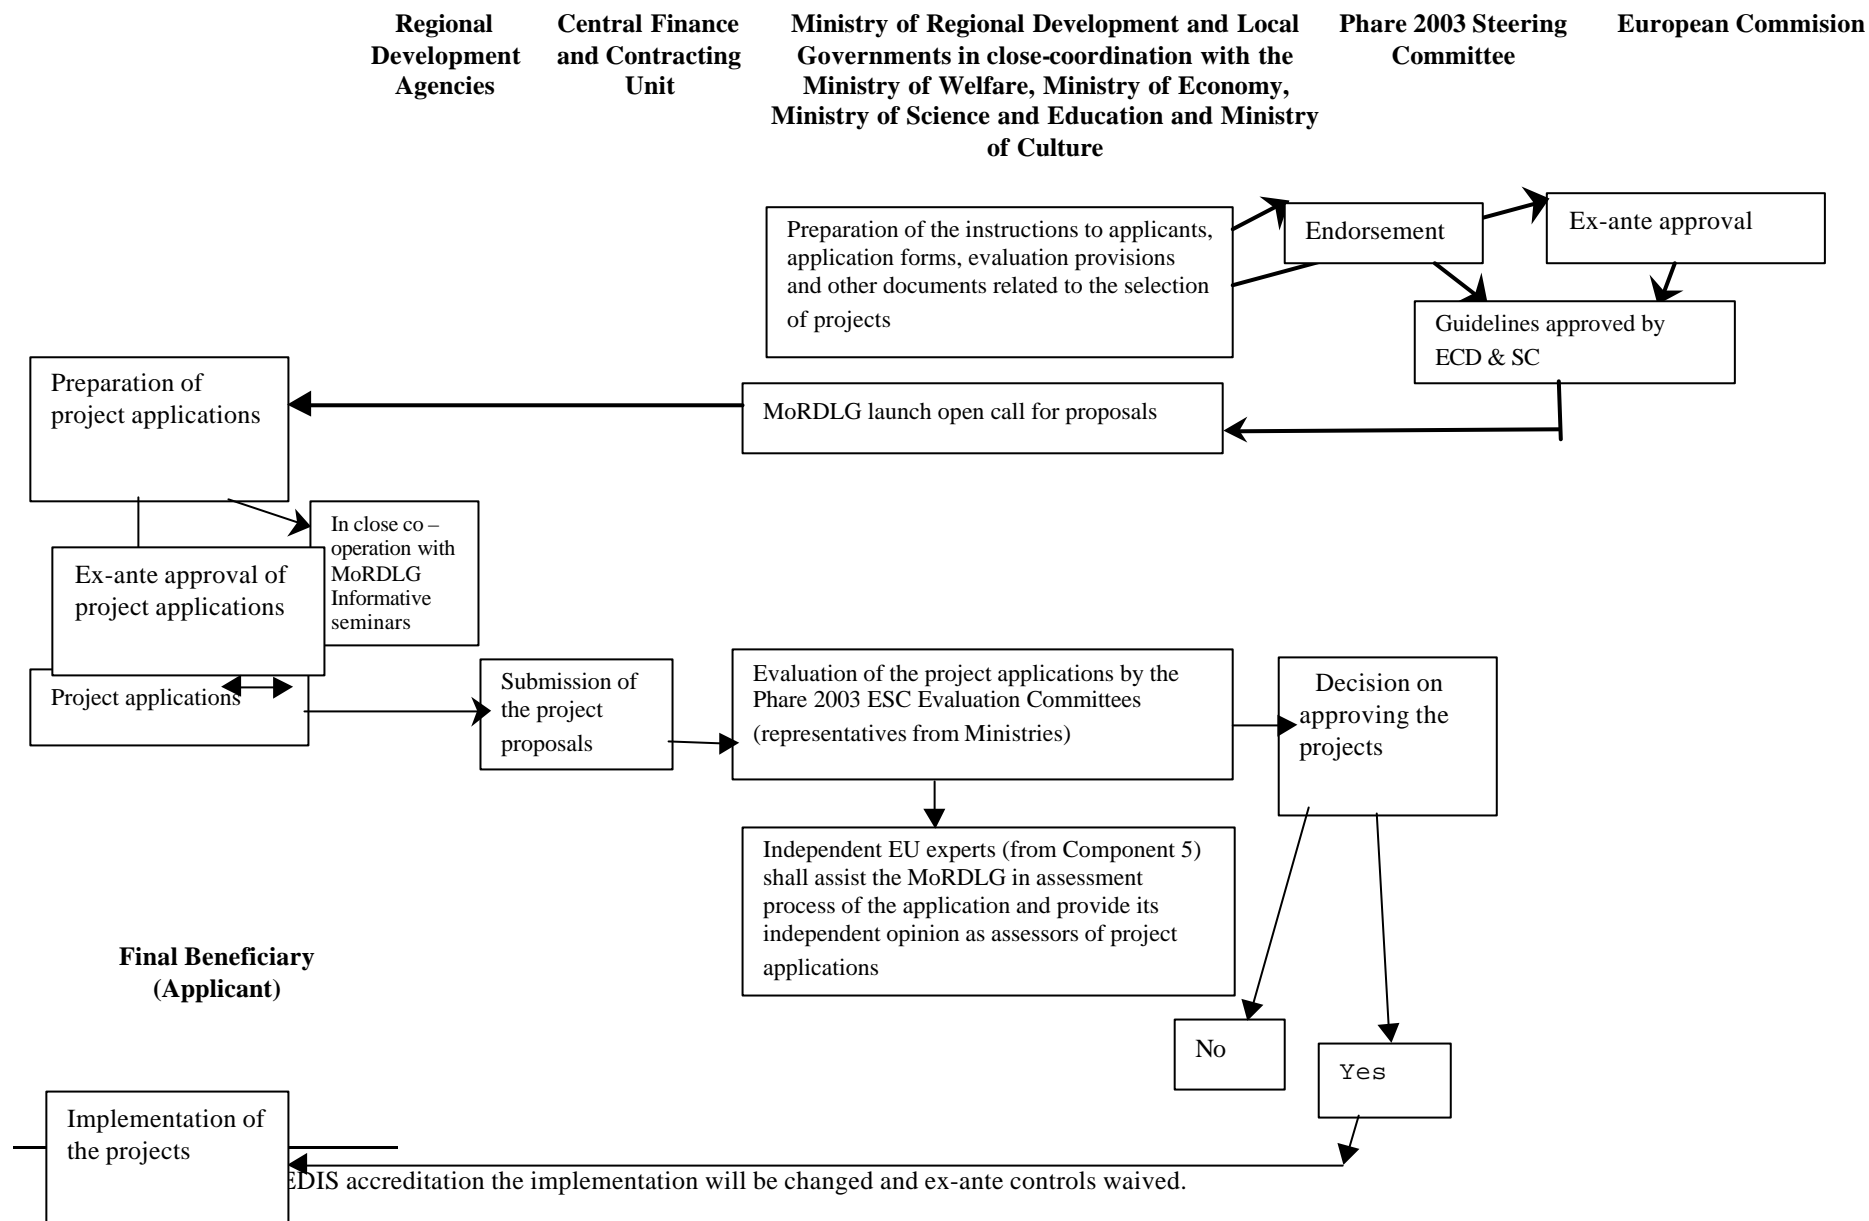 Regional
Development
Agencies
Central Finance
and Contracting
Unit
Ministry of Regional Development and Local
Governments in close-coordination with the
Ministry of Welfare, Ministry of Economy,
Ministry of Science and Education and Ministry
of Culture
Phare 2003 Steering
Committee
European Commision
Preparation of the instructions to applicants,
application forms, evaluation provisions
and other documents related to the selection
of projects
Endorsement
Ex-ante approval
Guidelines approved by
ECD & SC
Preparation of
project applications
MoRDLG launch open call for proposals
In close co –
operation with
MoRDLG
Informative
seminars
Ex-ante approval of
project applications
Project applications
Submission of
the project
proposals
Evaluation of the project applications by the
Phare 2003 ESC Evaluation Committees
(representatives from Ministries)
Decision on
approving the
projects
Independent EU experts (from Component 5)
shall assist the MoRDLG in assessment
process of the application and provide its
independent opinion as assessors of project
applications
Final Beneficiary
(Applicant)
No
Yes
Implementation of
the projects
EDIS accreditation the implementation will be changed and ex-ante controls waived.